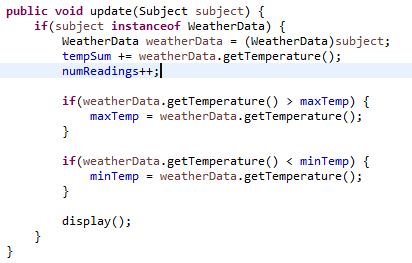 public void update(Subject subject) {
    if(subject instanceof WeatherData) {
        WeatherData weatherData = (WeatherData)subject;
        tempSum += weatherData.getTemperature();
        numReadings++;

        if(weatherData.getTemperature() > maxTemp) {
            maxTemp = weatherData.getTemperature();
        }

        if(weatherData.getTemperature() < minTemp) {
            minTemp = weatherData.getTemperature();
        }

        display();
    }
}